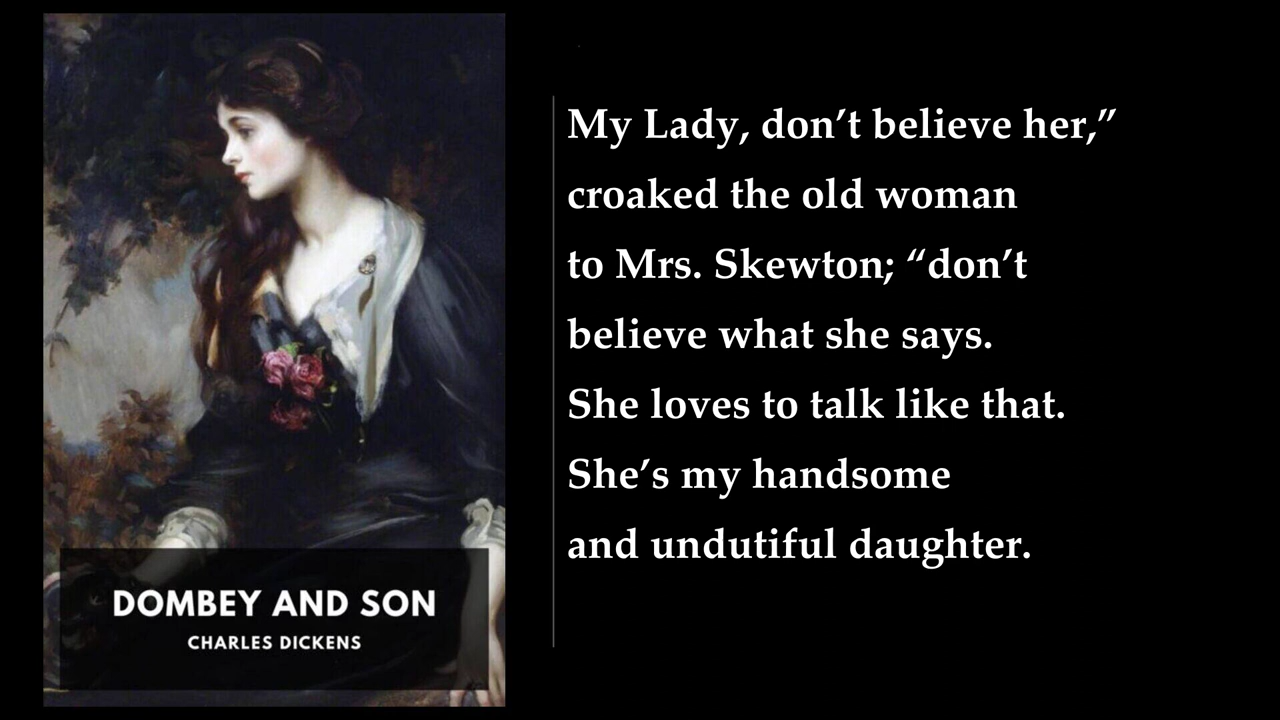 My Lady, don’t believe her,”
croaked the old woman
to Mrs. Skewton; “don’t
believe what she says.
She loves to talk like that.
She’s my handsome
and undutiful daughter.
DOMBEY AND SON
CHARLES DICKENS